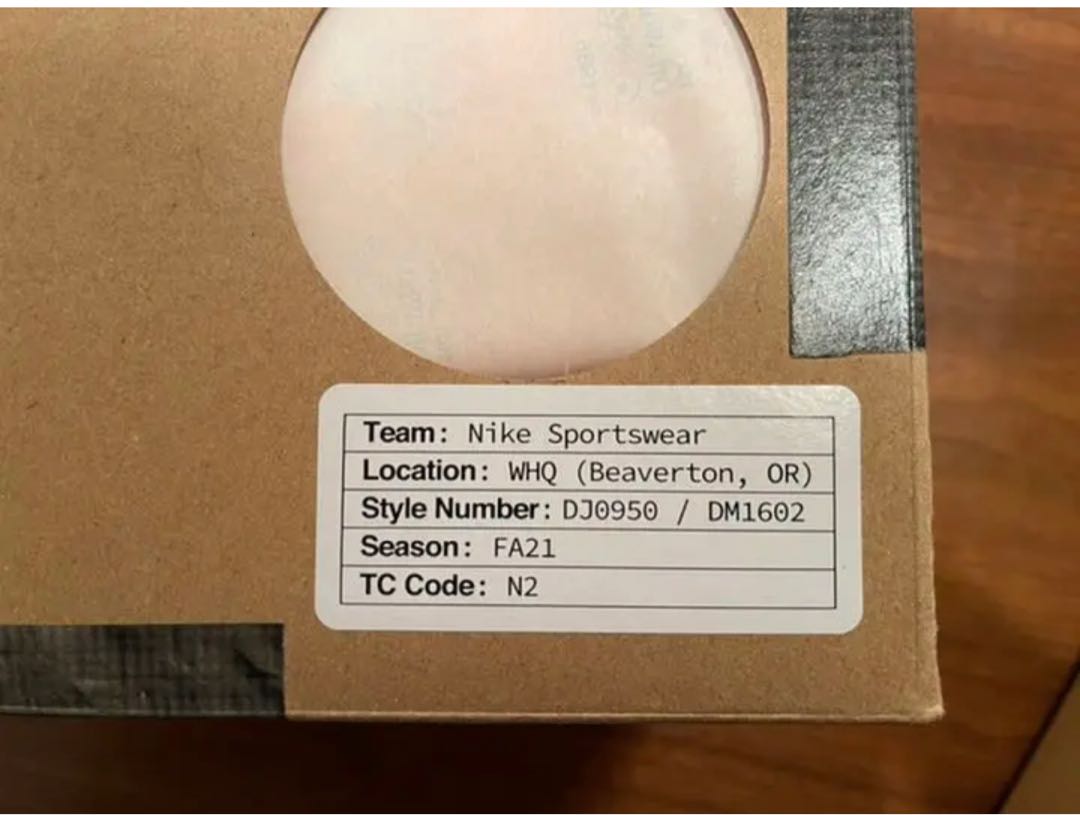 Team: Nike Sportswear
Location: WHQ (Beaverton, OR)
Style Number: DJ0950 / DM1602
Season: FA21
TC Code: N2